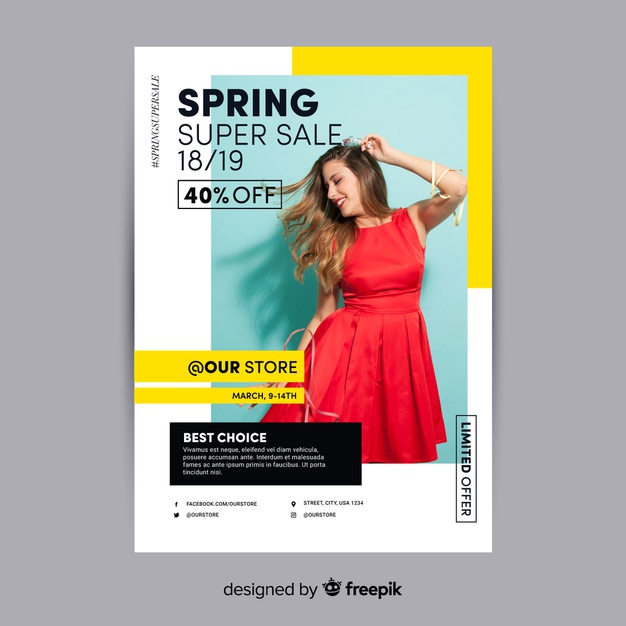 #SPRINGSUPERSALE
SPRING
SUPER SALE
18/19
40% OFF
@OUR STORE
MARCH, 9-14TH
BEST CHOICE
Vivamus est neque, eleifend vel diam vehicula,
posuere accumsan ante. Interdum et malesuada
fames ac ante ipsum primis in faucibus. Ut porta
tincidunt nisi.
LIMITED OFFER
FACEBOOK.COM/OURSTORE
@OURSTORE
STREET, CITY, USA 1234
@OURSTORE
designed by freepik